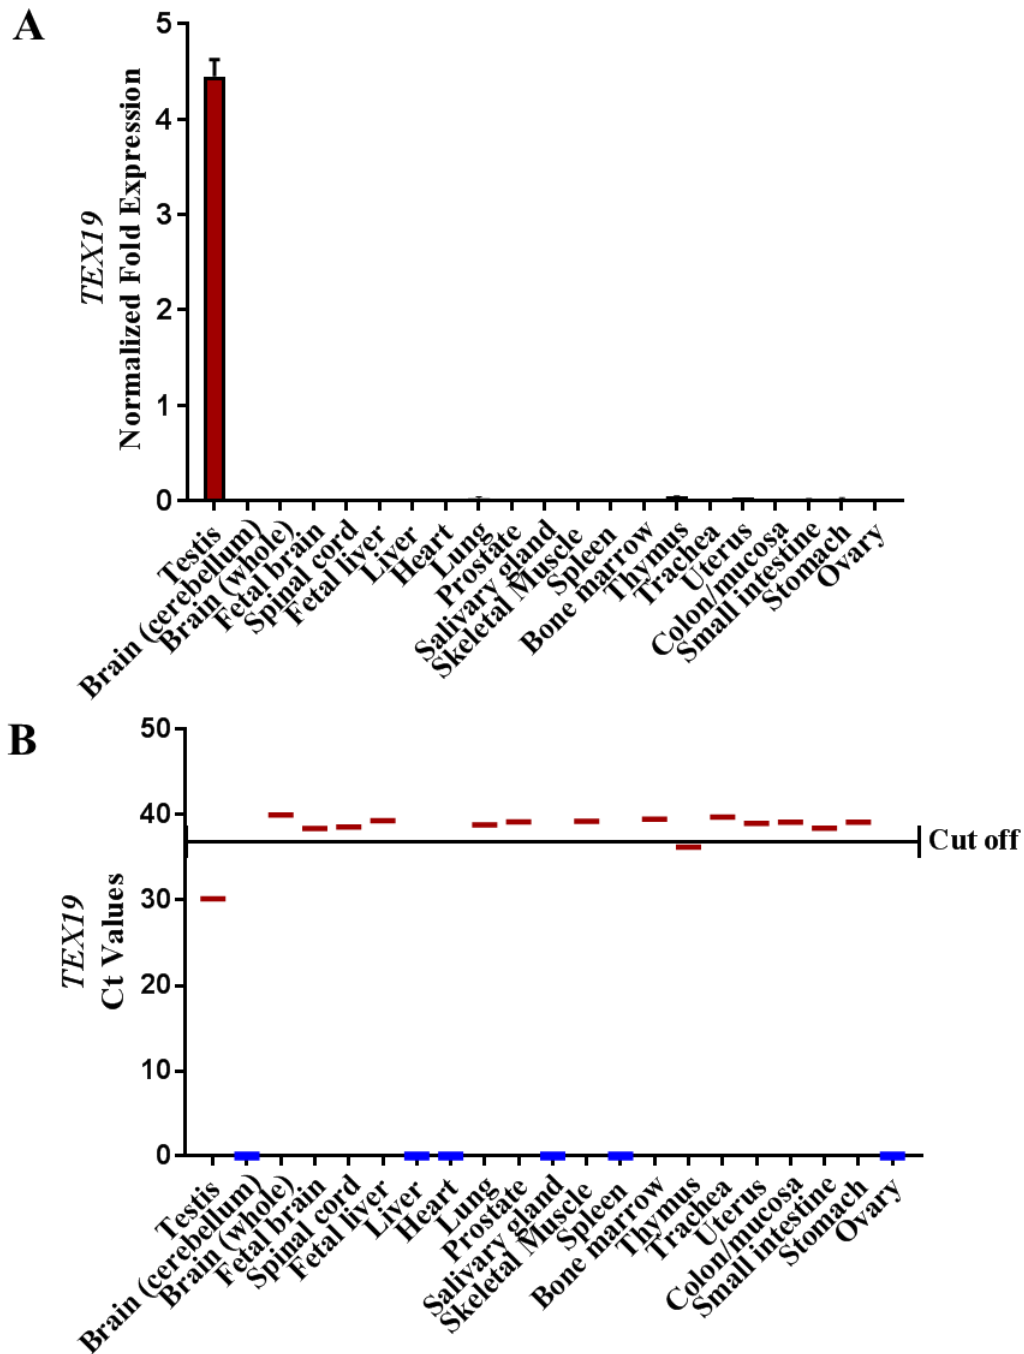 A
TEX19
Normalized Fold Expression
5
4
3
2
1
0
Testis
Brain (cerebellum)
Brain (whole)
Fetal brain
Spinal cord
Fetal liver
Liver
Heart
Lung
Prostate
Salivary gland
Skeletal Muscle
Spleen
Bone marrow
Thymus
Trachea
Uterus
Colon/mucosa
Small intestine
Stomach
Ovary
B
TEX19
Ct Values
50
40
30
20
10
0
Cut off
Testis
Brain (cerebellum)
Brain (whole)
Fetal brain
Spinal cord
Fetal liver
Liver
Heart
Lung
Prostate
Salivary gland
Skeletal Muscle
Spleen
Bone marrow
Thymus
Trachea
Uterus
Colon/mucosa
Small intestine
Stomach
Ovary